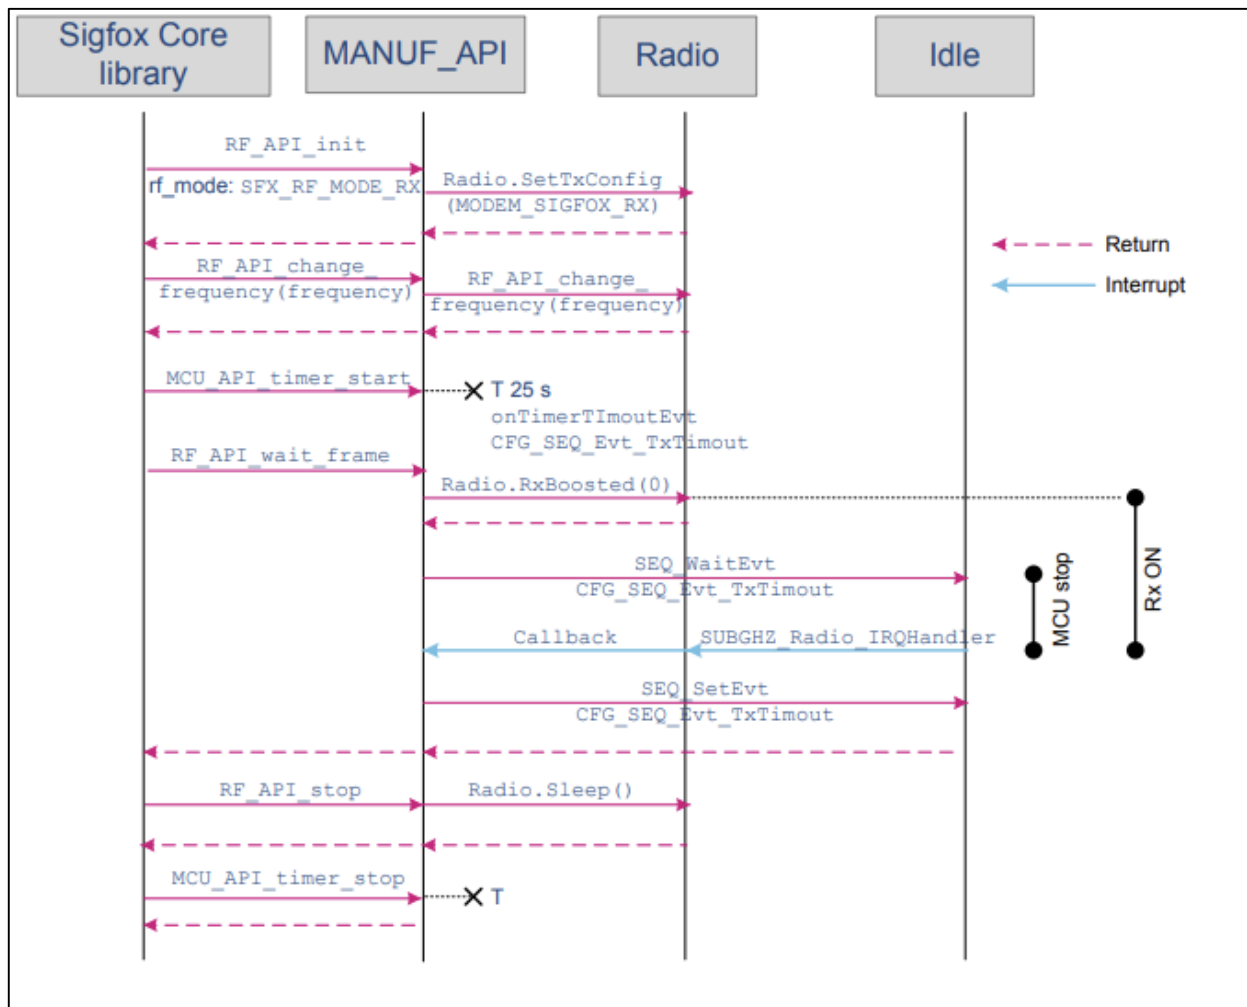 Sigfox Core
library
MANUF_API
Radio
Idle
RF_API_init
rf_mode: SFX_RF_MODE_RX
Radio.SetTxConfig
(MODEM_SIGFOX_RX)
Return
Interrupt
RF_API_change_
frequency(frequency)
RF_API_change_
frequency(frequency)
MCU_API_timer_start
T 25 s
onTimerTImoutEvt
CFG_SEQ_Evt_TxTimout
RF_API_wait_frame
Radio.RxBoosted(0)
SEQ_WaitEvt
CFG_SEQ_Evt_TxTimout
MCU stop
Rx ON
Callback
SUBGHZ_Radio_IRQHandler
SEQ_SetEvt
CFG_SEQ_Evt_TxTimout
RF_API_stop
Radio.Sleep()
MCU_API_timer_stop
T